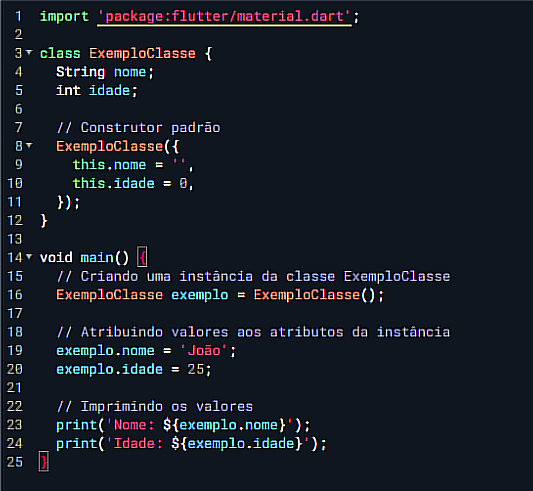 1 import 'package:flutter/material.dart';
2
3 class ExemploClasse {
4 String nome;
5 int idade;
6
7 // Construtor padrão
8 ExemploClasse({
9 this.nome = '',
10 this.idade = 0,
11 });
12 }
13
14 void main() {
15 // Criando uma instância da classe ExemploClasse
16 ExemploClasse exemplo = ExemploClasse();
17
18 // Atribuindo valores aos atributos da instância
19 exemplo.nome = 'João';
20 exemplo.idade = 25;
21
22 // Imprimindo os valores
23 print('Nome: ${exemplo.nome}');
24 print('Idade: ${exemplo.idade}');
25 }